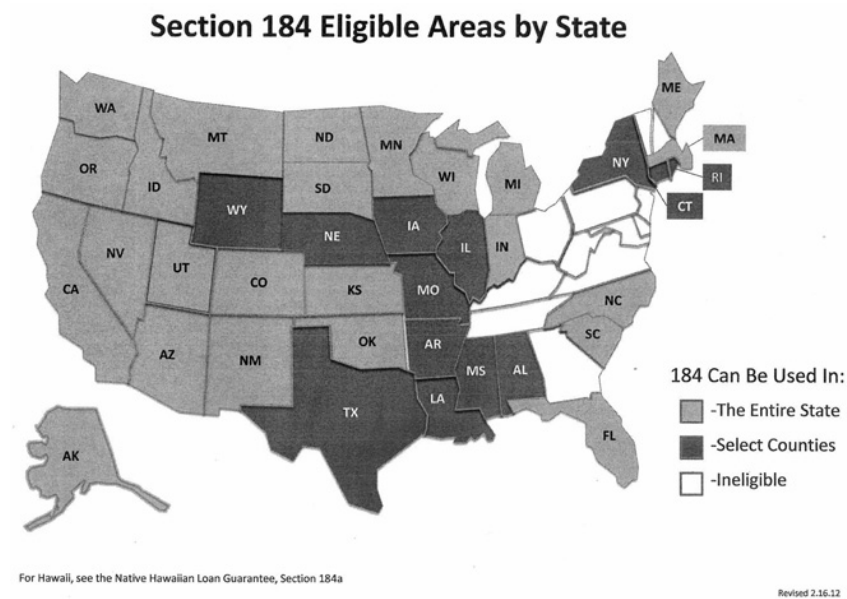 Section 184 Eligible Areas by State
ME
WA
MT
ND
MN
MA
OR
NY
ID
WI
SD
MI
RI
WY
CT
IA
NE
NV
IL
IN
UT
CO
CA
KS
MO
NC
OK
SC
AZ
NM
AR
MS
AL
184 Can Be Used In:
LA
TX
-The Entire State
FL
-Select Counties
AK
-Ineligible
For Hawaii, see the Native Hawaiian Loan Guarantee, Section 184a
Revised 2.16.12